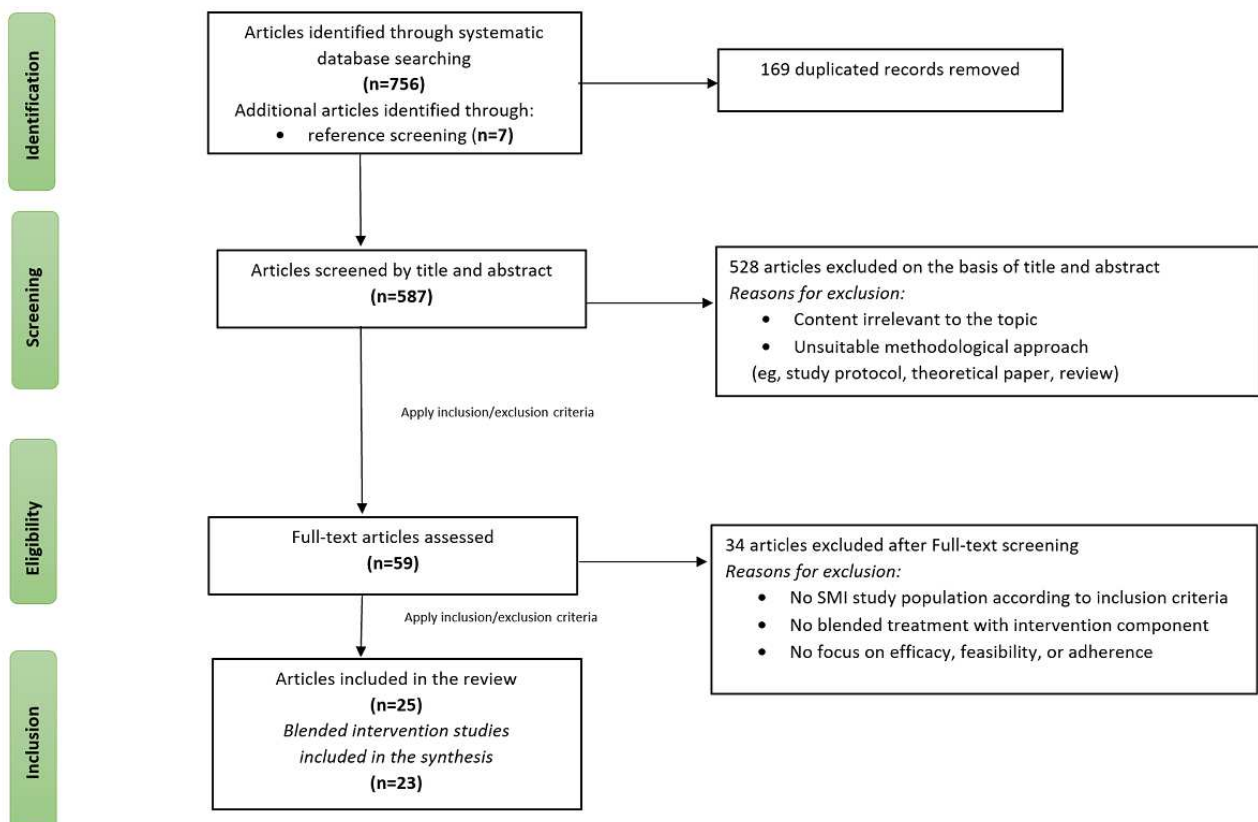 Identification
Articles identified through systematic
database searching
(n=756)
Additional articles identified through:
• reference screening (n=7)
169 duplicated records removed
Screening
Articles screened by title and abstract
(n=587)
528 articles excluded on the basis of title and abstract
Reasons for exclusion:
• Content irrelevant to the topic
• Unsuitable methodological approach
(eg, study protocol, theoretical paper, review)
Apply inclusion/exclusion criteria
Eligibility
Full-text articles assessed
(n=59)
34 articles excluded after Full-text screening
Reasons for exclusion:
• No SMI study population according to inclusion criteria
• No blended treatment with intervention component
• No focus on efficacy, feasibility, or adherence
Apply inclusion/exclusion criteria
Inclusion
Articles included in the review
(n=25)
Blended intervention studies
included in the synthesis
(n=23)